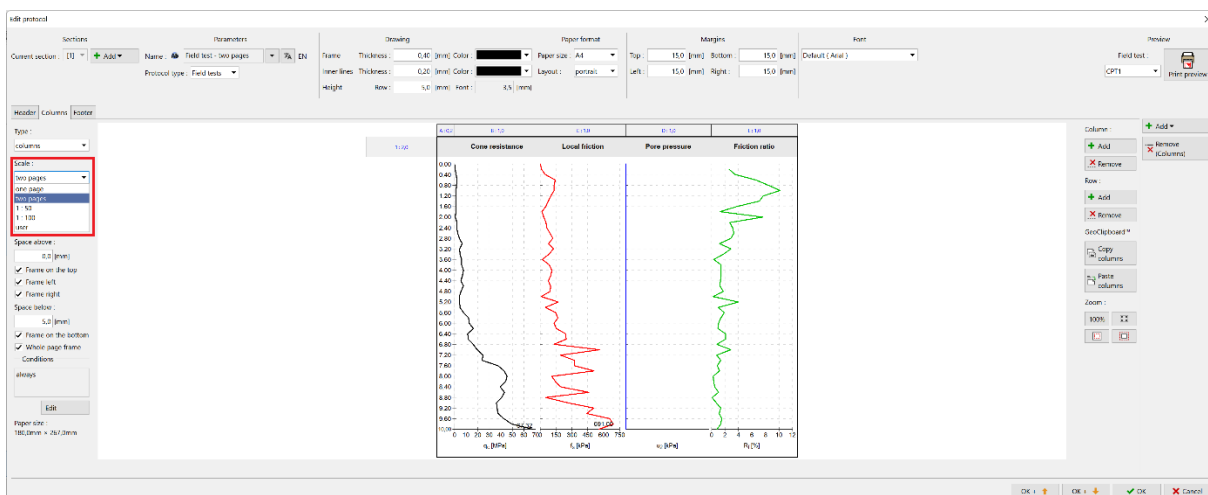 Edit protocol
Sections
Parameters
Drawing
Paper format
Margins
Font
Preview
Current section : [1] Add Name : Field test - two pages EN Frame Thickness : 0,40 [mm] Color : Paper size : A4 Top : 15,0 [mm] Bottom : 15,0 [mm] Default ( Arial ) Field test :
Protocol type : Field tests Inner lines Thickness : 0,20 [mm] Color : Layout : portrait Left : 15,0 [mm] Right : 15,0 [mm] CPT1 Print preview
Height Row : 5,0 [mm] Font : 3,5 [mm]
Header Columns Footer
Type :
columns
Scale :
two pages
one page
two pages
1 : 50
1 : 100
user
Space above :
0,0 [mm]
Frame on the top
Frame left
Frame right
Space below :
5,0 [mm]
Frame on the bottom
Whole page frame
Conditions
always
Edit
Paper size :
180,0mm × 267,0mm
Cone resistance Local friction Pore pressure Friction ratio
0.00
0.40
0.80
1.20
1.60
2.00
2.40
2.80
3.20
3.60
4.00
4.40
4.80
5.20
5.60
6.00
6.40
6.80
7.20
7.60
8.00
8.40
8.80
9.20
9.60
10.00
0 10 20 30 40 50 60 70 150 300 450 600 750 0 2 4 6 8 10 12
[MPa] [kPa] [kPa] [%]
Column :
Add
Remove
Row :
Add
Remove
GeoClipboard™
Copy
columns
Paste
columns
Zoom :
100%
Add
Remove
(Columns)
OK + OK + OK Cancel